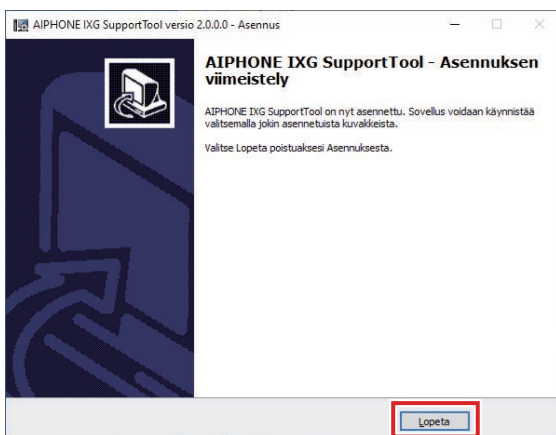 AIPHONE IXG SupportTool versio 2.0.0.0 - Asennus
AIPHONE IXG SupportTool - Asennuksen
viimeistely
AIPHONE IXG SupportTool on nyt asennettu. Sovellus voidaan käynnistää
valitsemalla jokin asennetuista kuvakkeista.
Valitse Lopeta poistuaksesi Asennuksesta.
Lopeta